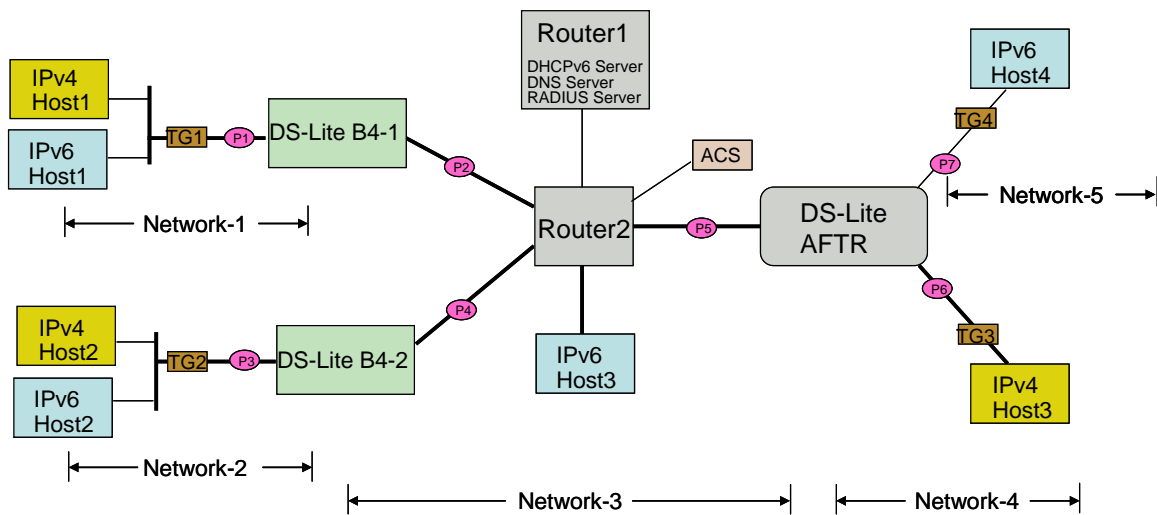 IPv4
Host1
IPv6
Host1
TG1
P1
DS-Lite B4-1
P2
Network-1
Router1
DHCPv6 Server
DNS Server
RADIUS Server
ACS
Router2
P5
DS-Lite
AFTR
IPv6
Host4
TG4
P7
Network-5
P6
TG3
IPv4
Host3
IPv4
Host2
IPv6
Host2
TG2
P3
DS-Lite B4-2
P4
IPv6
Host3
Network-2
Network-3
Network-4